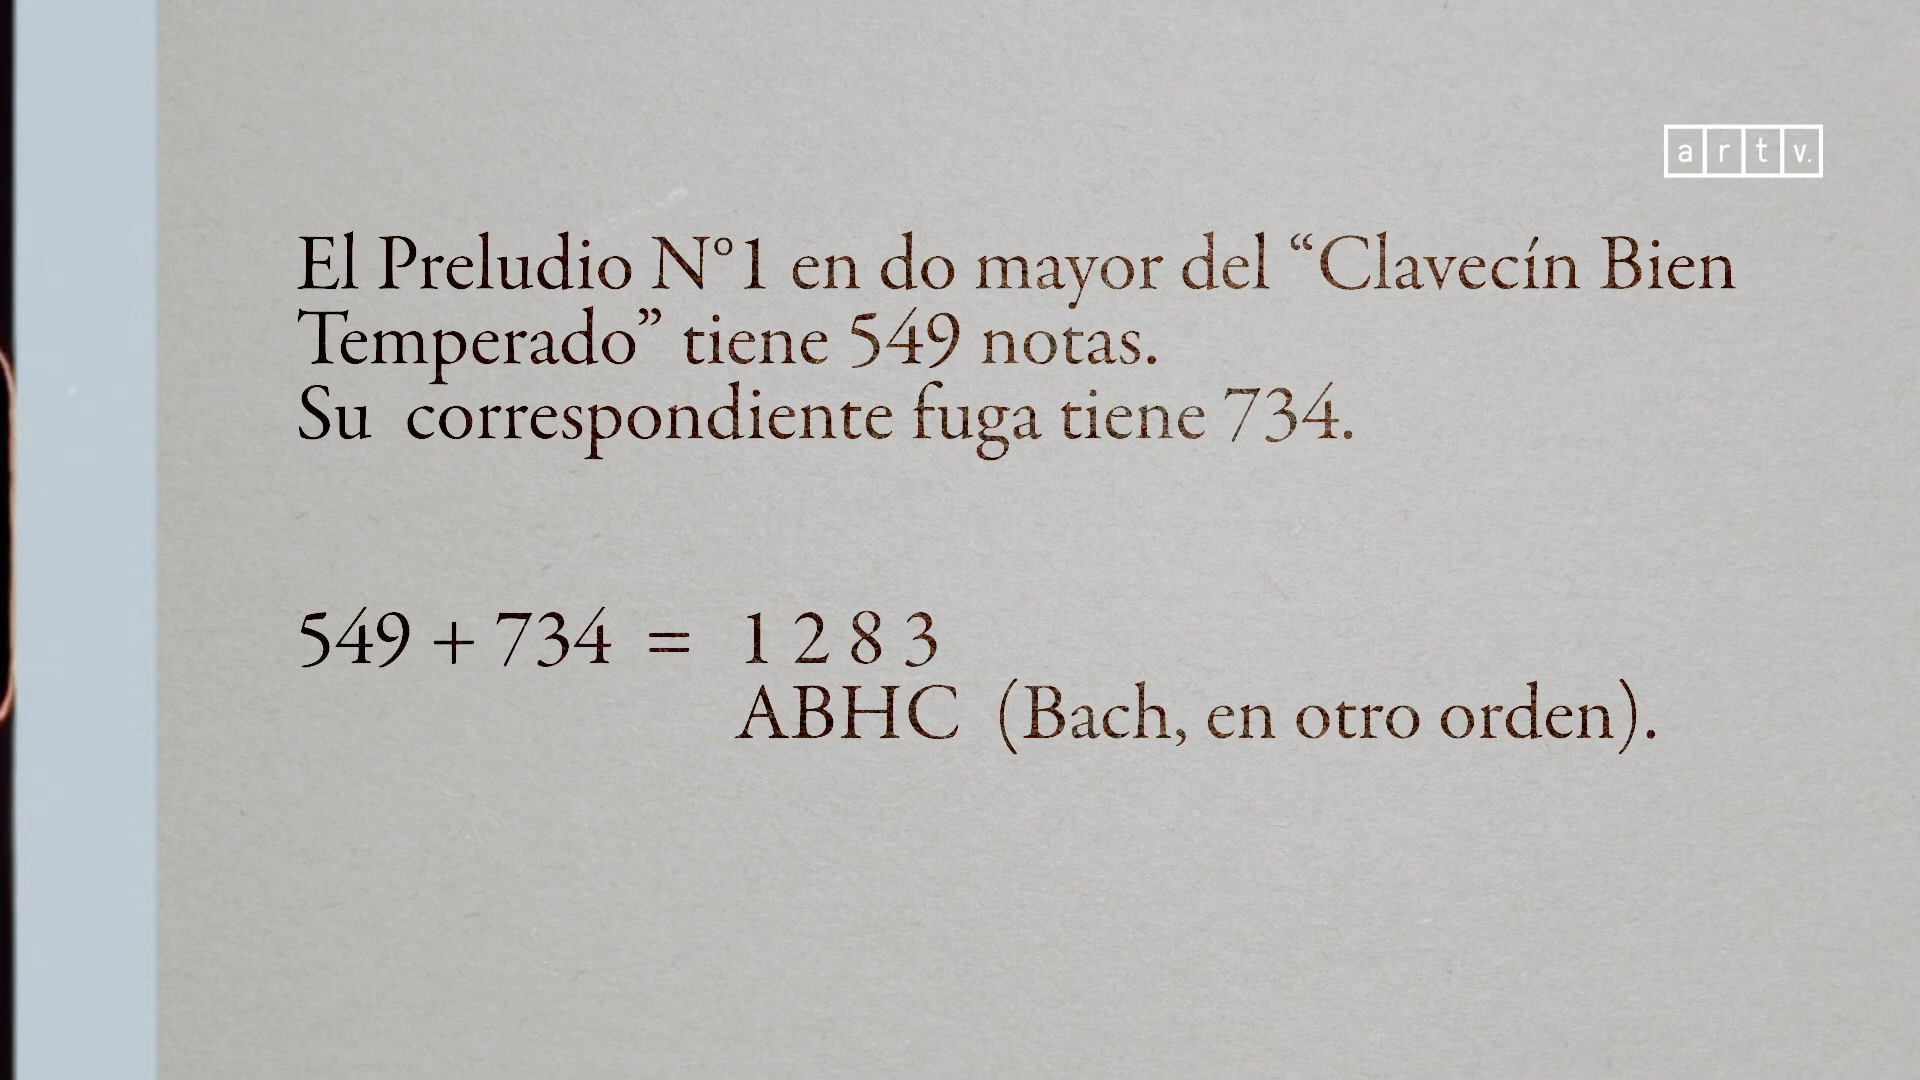 artv.
El Preludio N°1 en do mayor del “Clavecín Bien
Temperado” tiene 549 notas.
Su correspondiente fuga tiene 734.
549 + 734 = 1 2 8 3
ABHC (Bach, en otro orden).